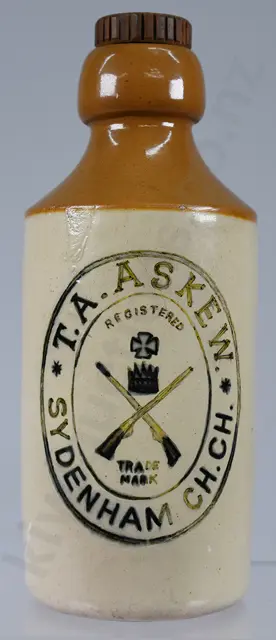 T.A. ASKEW.
REGISTERED
TRADE
MARK
* SYDENHAM CH.CH. *